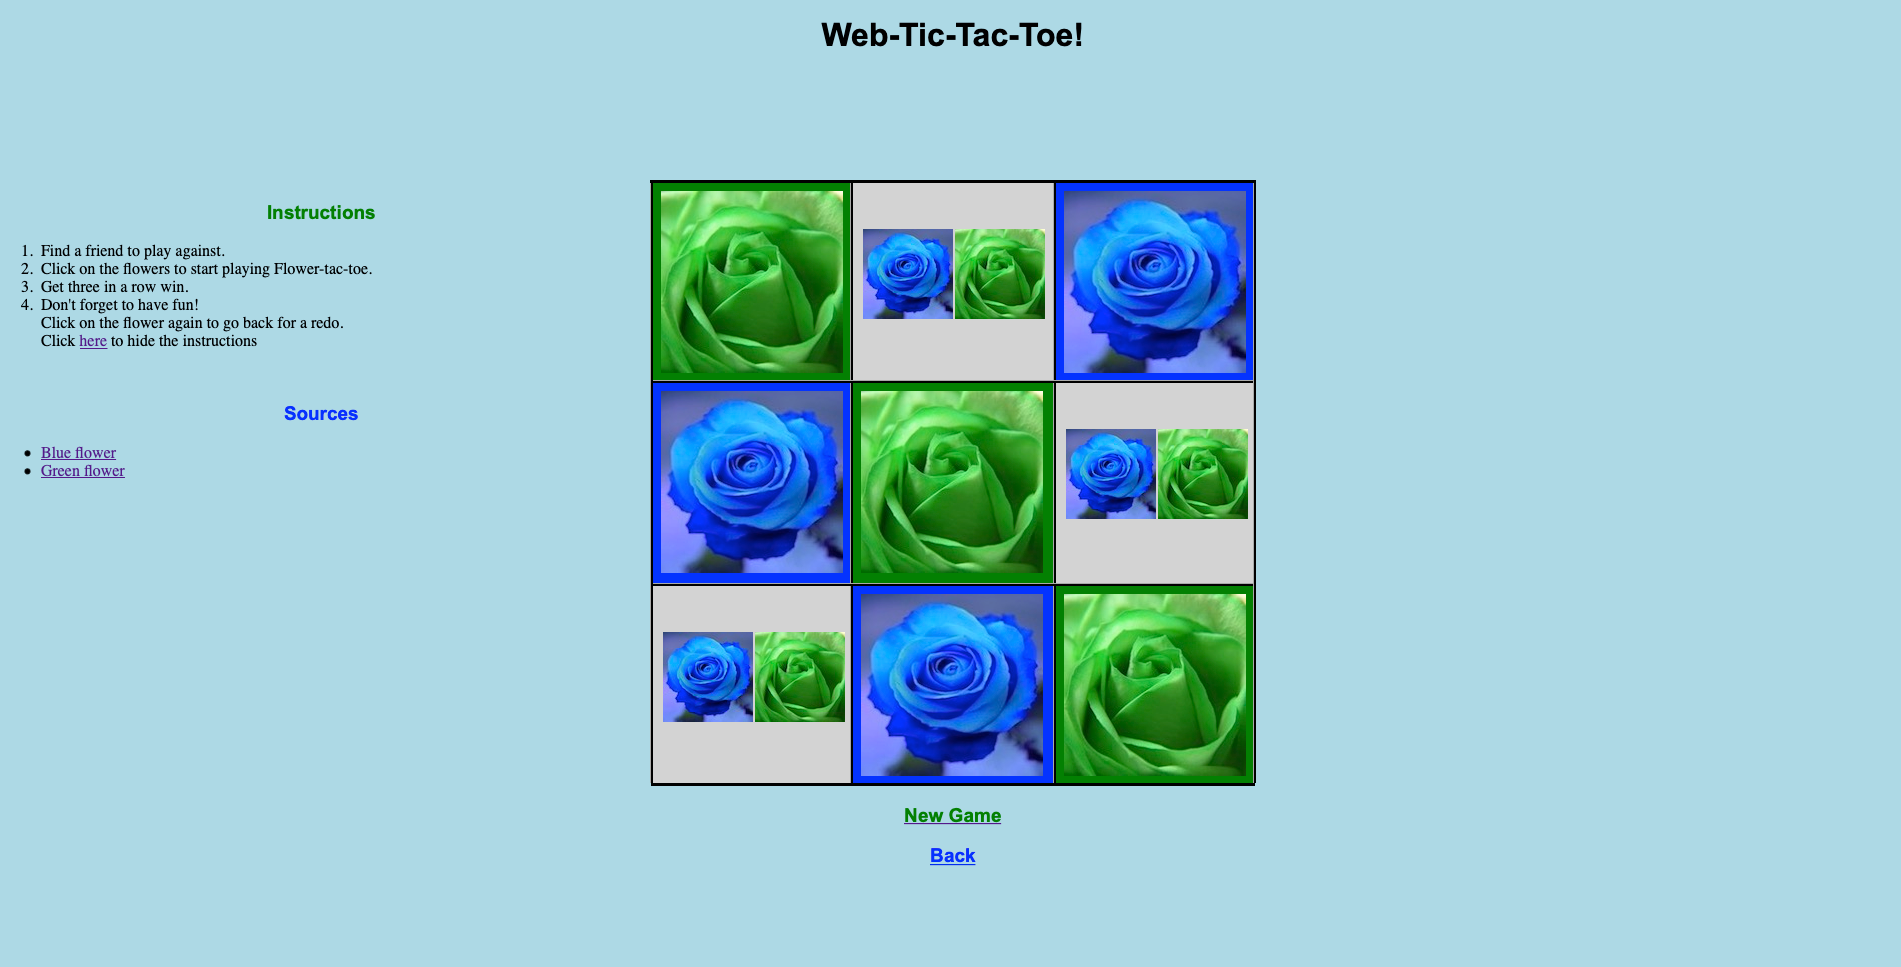 Web-Tic-Tac-Toe!
Instructions
1. Find a friend to play against.
2. Click on the flowers to start playing Flower-tac-toe.
3. Get three in a row win.
4. Don't forget to have fun!
Click on the flower again to go back for a redo.
Click here to hide the instructions
Sources
• Blue flower
• Green flower
New Game
Back